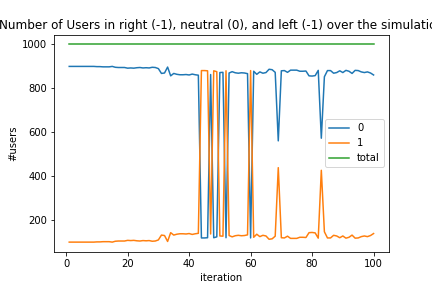 Number of Users in right (-1), neutral (0), and left (-1) over the simulatio
1000
800
600
400
200
#users
0
1
total
0 20 40 60 80 100
iteration